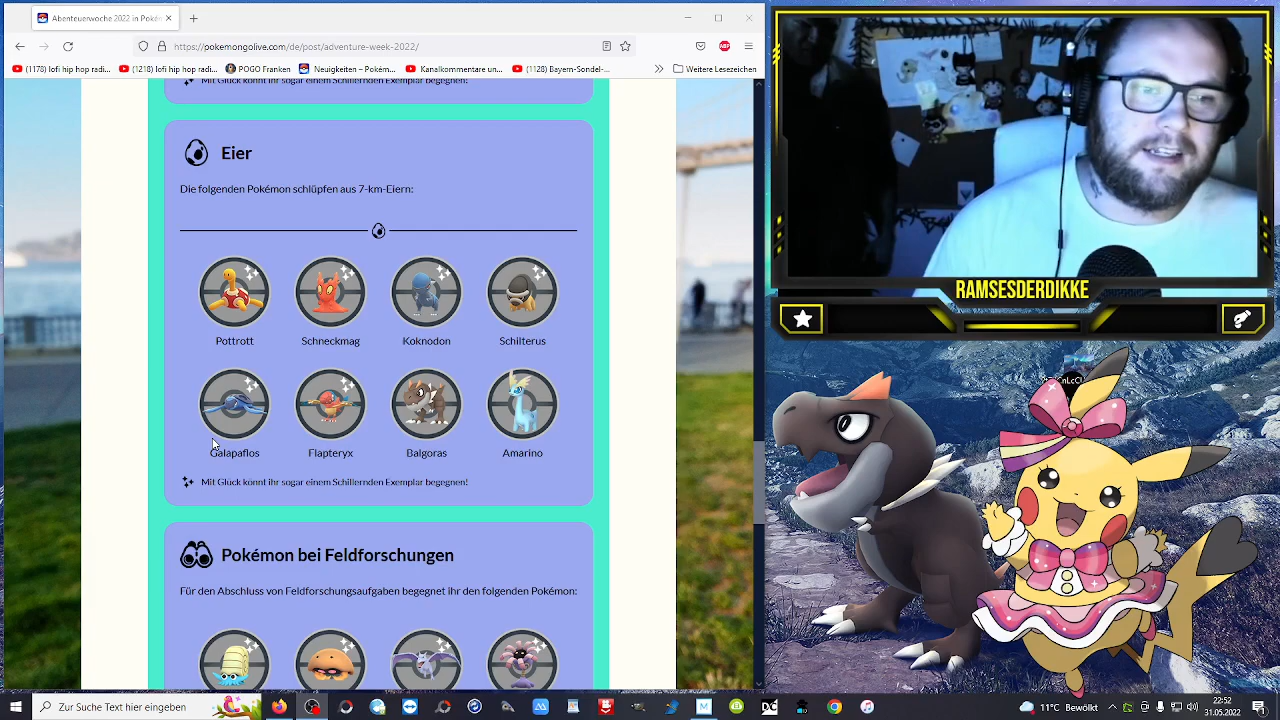 Abenteuerwoche 2022 in Pokém
https://pokemongolive.com/de/post/adventure-week-2022/
(1178) lofi hip hop radi...
(1218) lofi hip hop radi...
POGO Franken
Neuigkeiten – Pokém...
Kanalkommentare un...
(1128) Bayern-Sondel-...
Weitere Lesezeichen
Mit Glück könnt ihr sogar einem Schillernden Exemplar begegnen!
Eier
Die folgenden Pokémon schlüpfen aus 7-km-Eiern:
Pottrott
Schneckmag
Koknodon
Schilterus
Galapaflos
Flapteryx
Balgoras
Amarino
Mit Glück könnt ihr sogar einem Schillernden Exemplar begegnen!
Pokémon bei Feldforschungen
Für den Abschluss von Feldforschungsaufgaben begegnet ihr den folgenden Pokémon:
RAMSESDERDIKKE
Zur Suche Text hier eingeben
11°C Bewölkt
22:52
31.05.2022